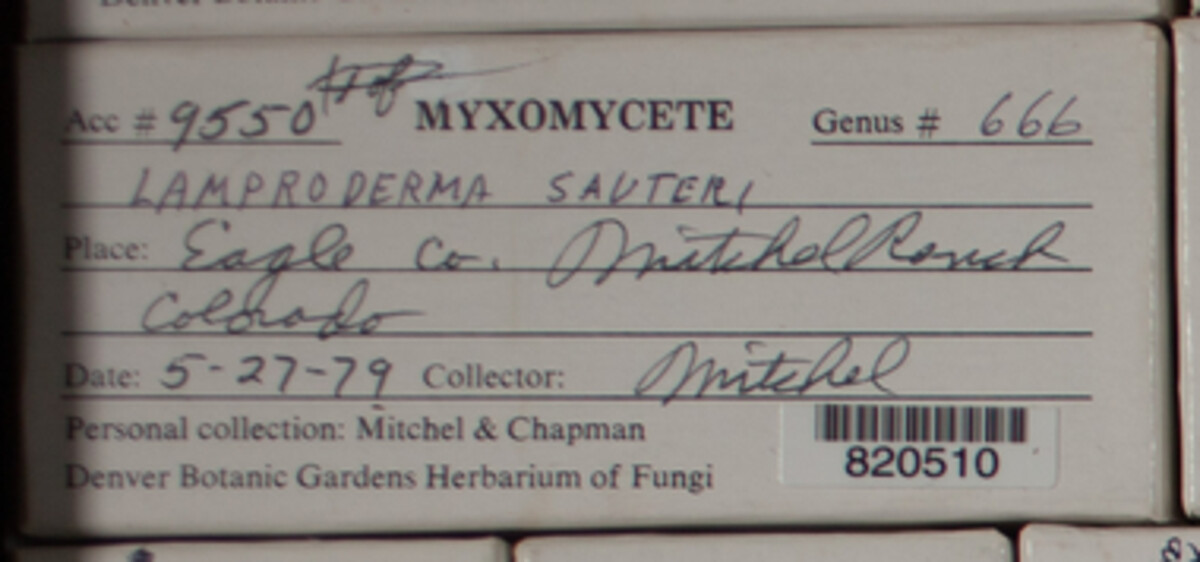 Acc # 9550 MYXOMYCETE Genus # 666
LAMPRODERMA SAUTERI
Place: Eagle Co. Mitchel Ranch
Colorado
Date: 5-27-79 Collector: Mitchel
Personal collection: Mitchel & Chapman
Denver Botanic Gardens Herbarium of Fungi
820510